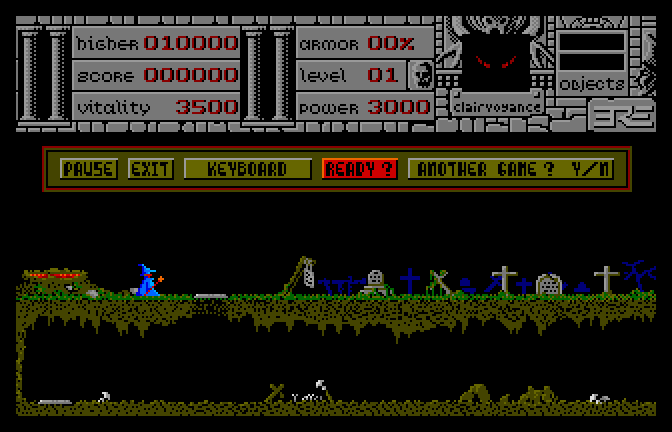 higher 010000 armor 00%
score 000000 level 01
vitality 3500 power 3000
clairvoyance
objects
ERE
PAUSE EXIT KEYBOARD READY ? ANOTHER GAME ? Y/N